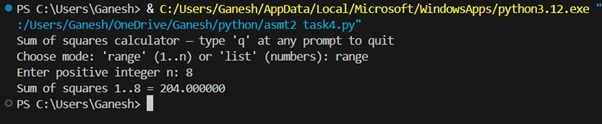 PS C:\Users\Ganesh> & C:/Users/Ganesh/AppData/Local/Microsoft/WindowsApps/python3.12.exe "
:/Users/Ganesh/OneDrive/Ganesh/python/asmt2 task4.py"
Sum of squares calculator — type 'q' at any prompt to quit
Choose mode: 'range' (1..n) or 'list' (numbers): range
Enter positive integer n: 8
Sum of squares 1..8 = 204.000000
PS C:\Users\Ganesh>